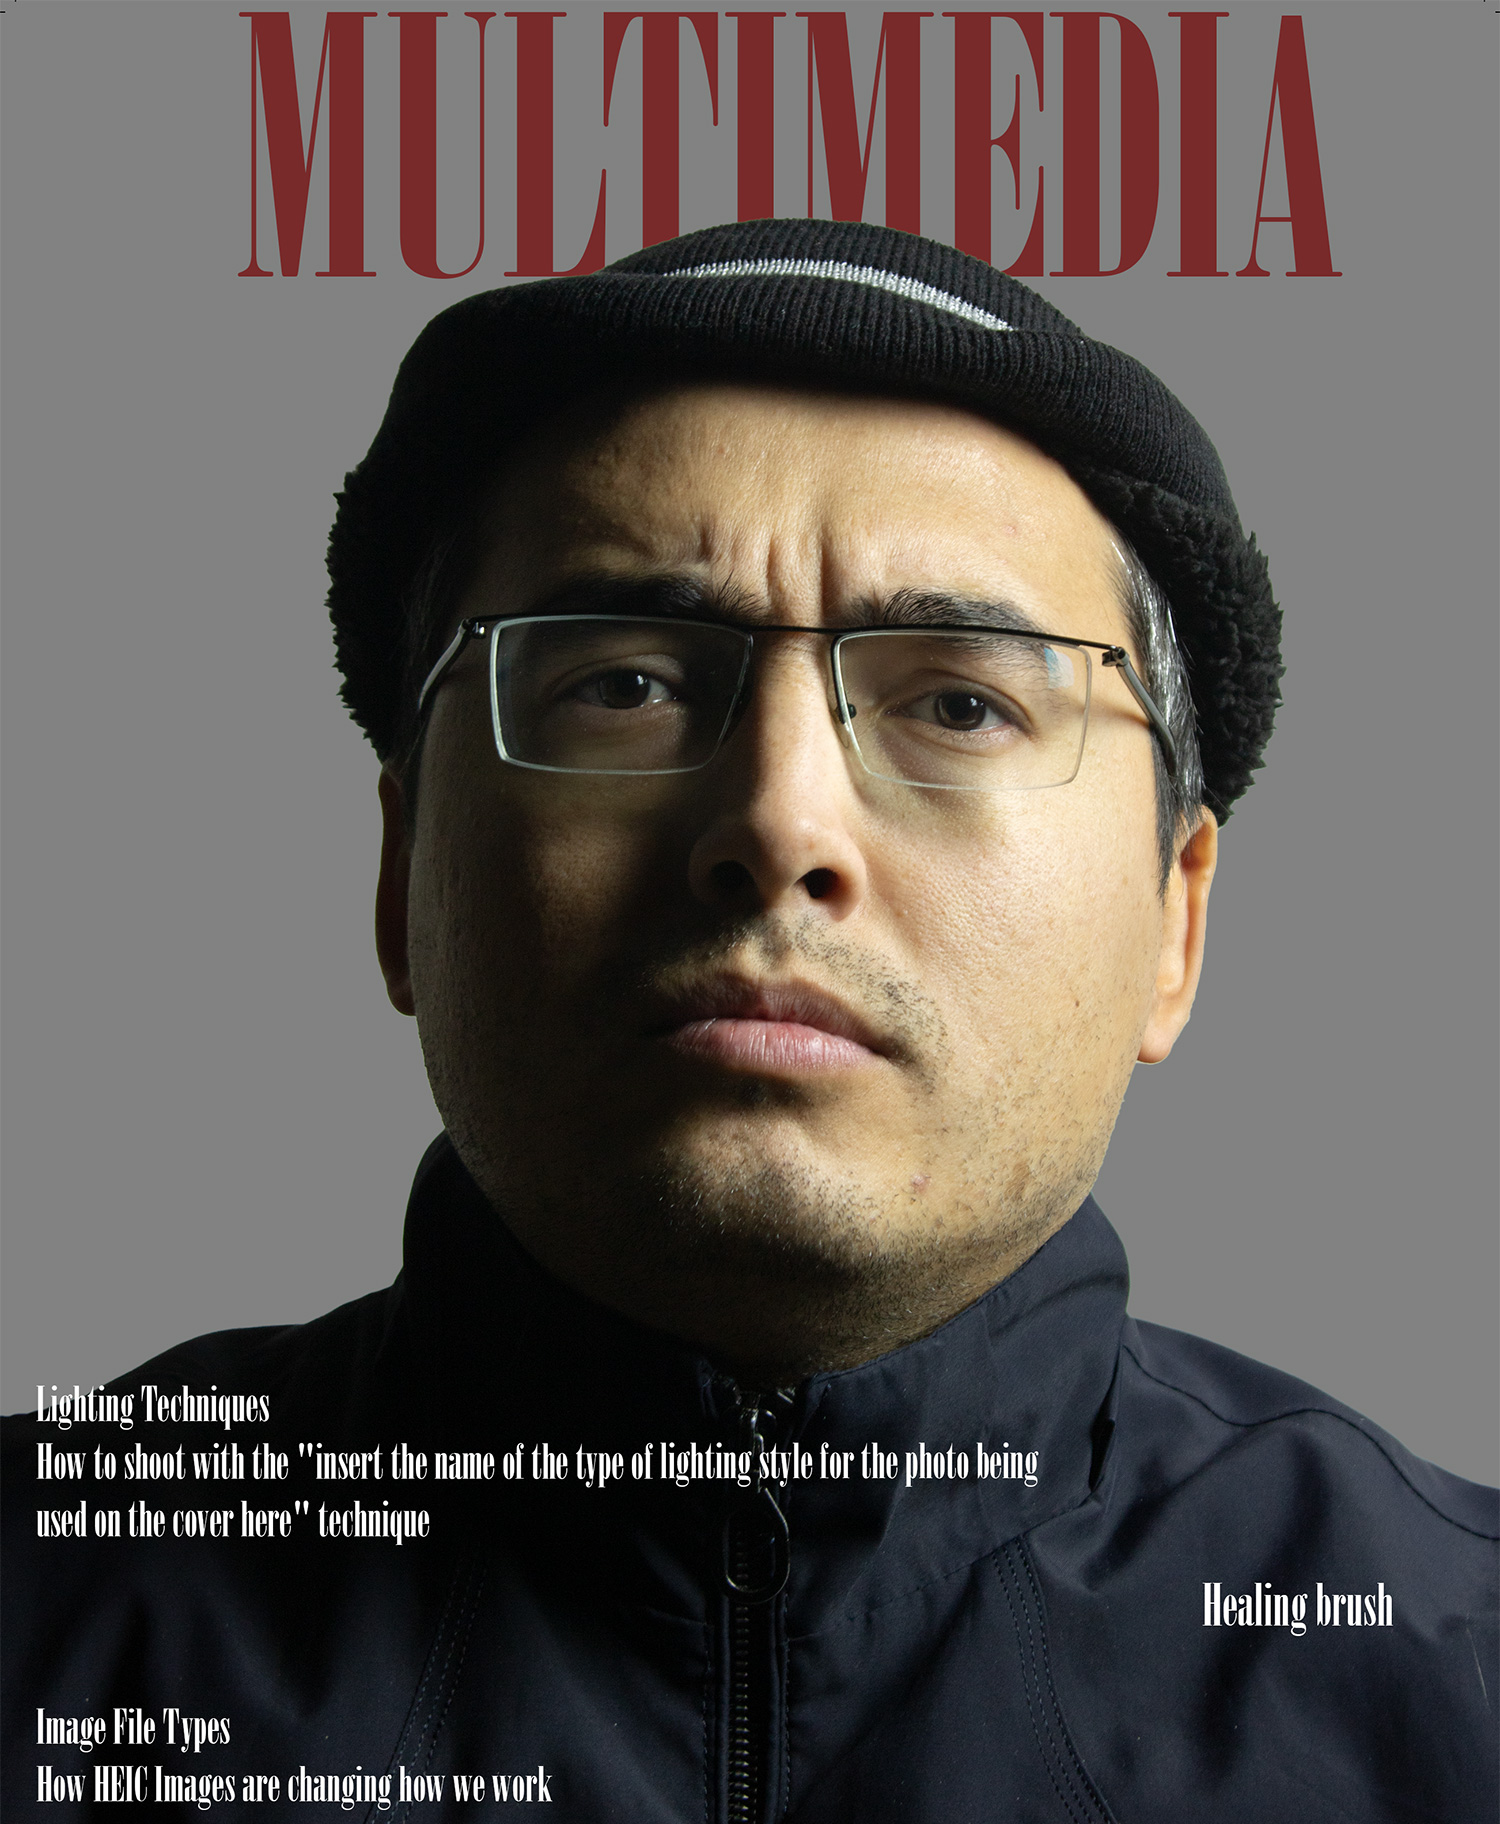 MULTIMEDIA
Lighting Techniques
How to shoot with the "insert the name of the type of lighting style for the photo being
used on the cover here" technique
Healing brush
Image File Types
How HEIC Images are changing how we work